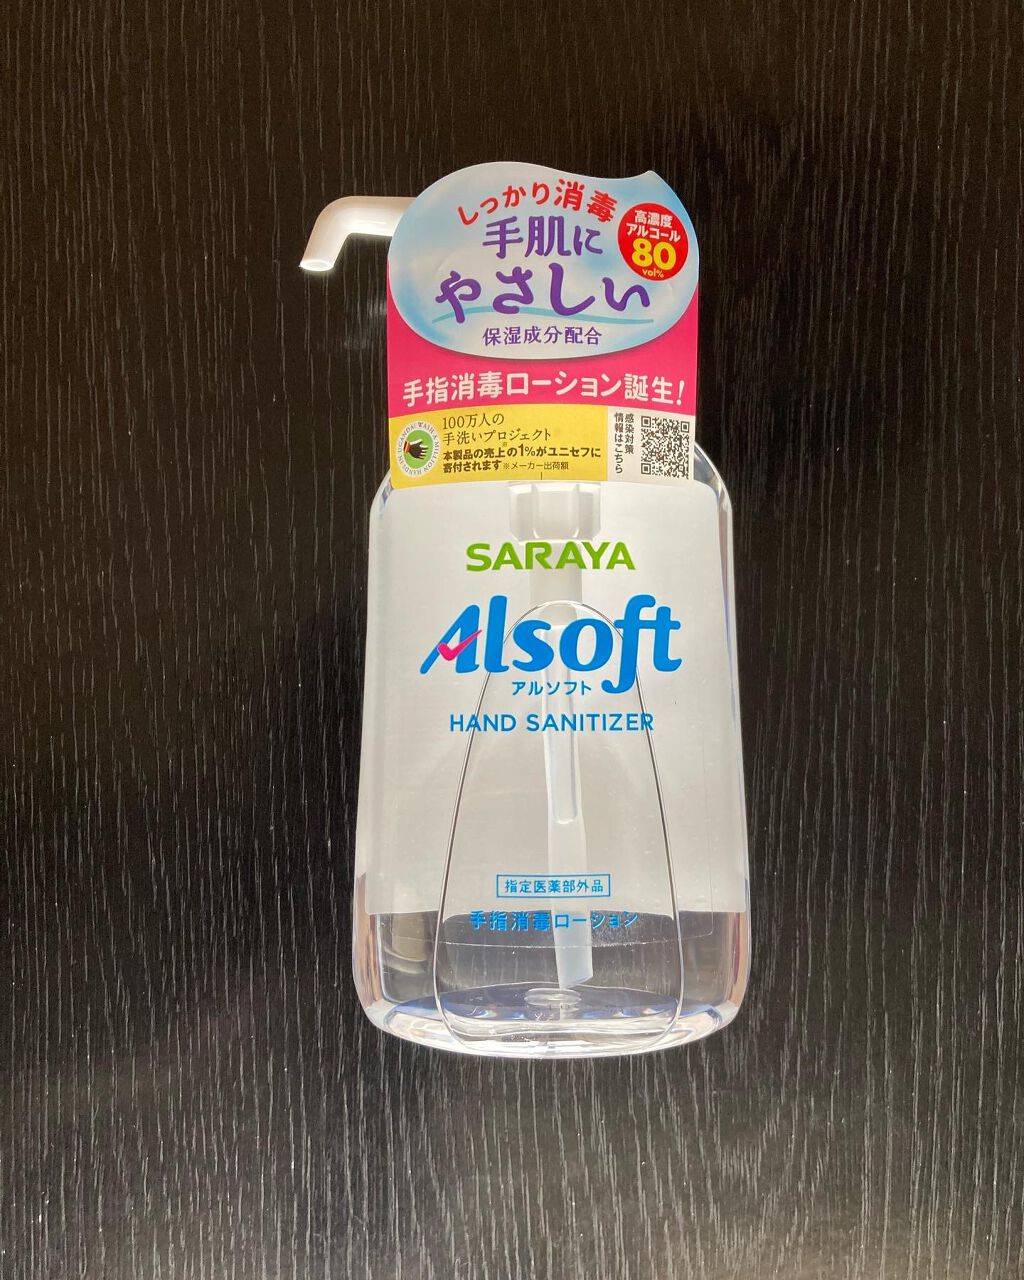 しっかり消毒
手肌に
やさしい
保湿成分配合
高濃度
アルコール
80
vol%
手指消毒ローション誕生!
100万人の
手洗いプロジェクト
本製品の売上※の1%がユニセフに
寄付されます ※メーカー出荷額
WASH A MILLION HANDS! IN UGANDA
感染対策
情報はこちら
SARAYA
Alsoft
アルソフト
HAND SANITIZER
指定医薬部外品
手指消毒ローション